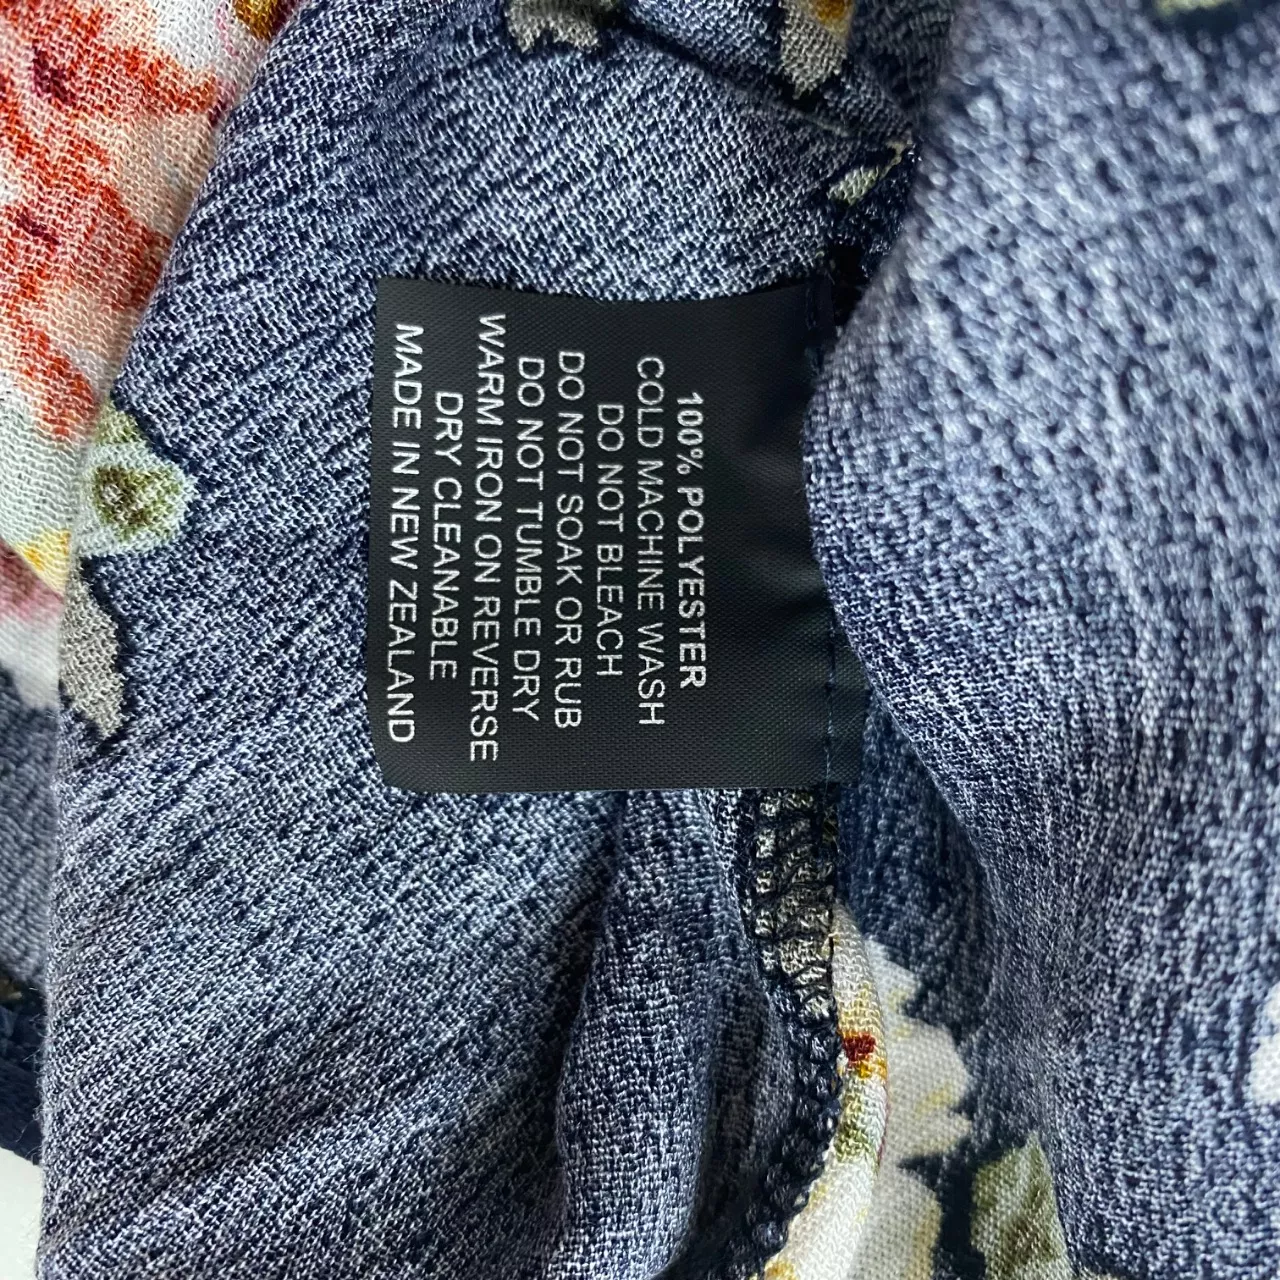 100% POLYESTER
COLD MACHINE WASH
DO NOT BLEACH
DO NOT SOAK OR RUB
DO NOT TUMBLE DRY
WARM IRON ON REVERSE
DRY CLEANABLE
MADE IN NEW ZEALAND